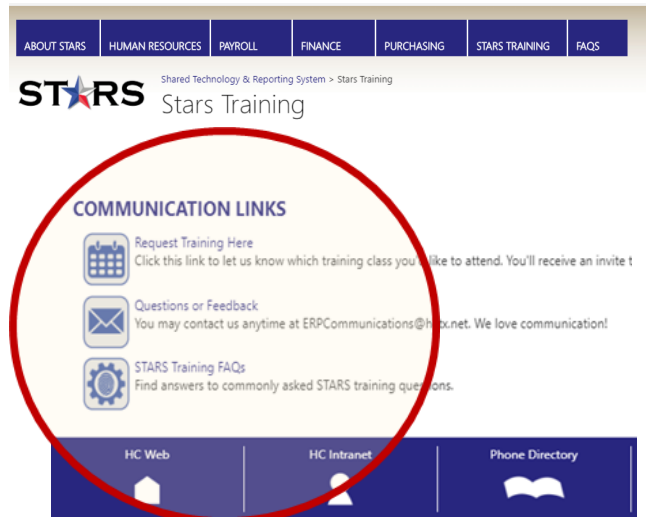 ABOUT STARS HUMAN RESOURCES PAYROLL FINANCE PURCHASING STARS TRAINING FAQS
STARS
Shared Technology & Reporting System > Stars Training
Stars Training
COMMUNICATION LINKS
Request Training Here
Click this link to let us know which training class you'll like to attend. You'll receive an invite t
Questions or Feedback
You may contact us anytime at ERPCommunications@hctx.net. We love communication!
STARS Training FAQs
Find answers to commonly asked STARS training questions.
HC Web HC Intranet Phone Directory